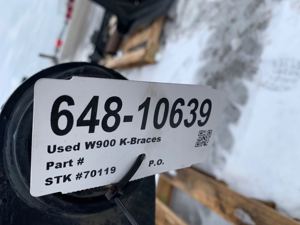 648-10639
Used W900 K-Braces
Part #
P.O.
STK #70119